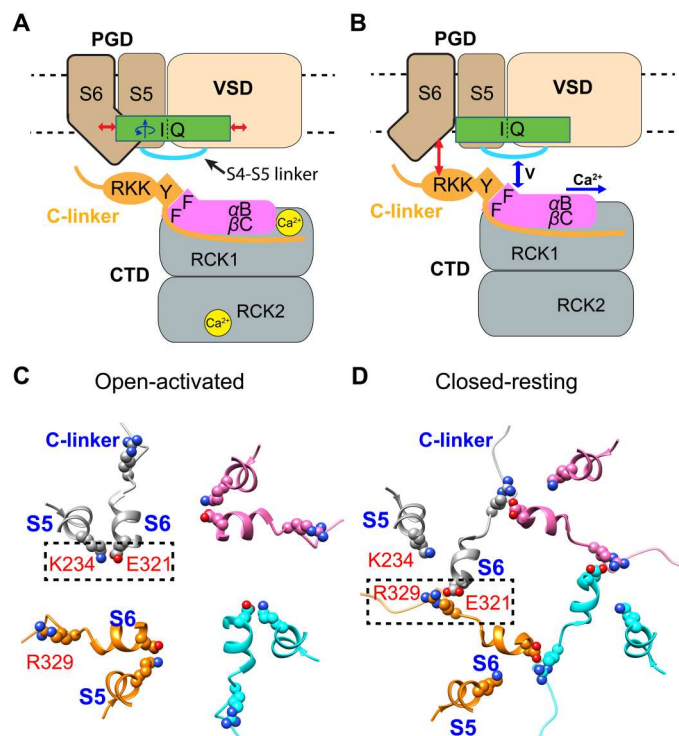 A
PGD
S6
S5
VSD
I Q
S4-S5 linker
RKK
Y
C-linker
F
F
αB
βC
Ca²⁺
RCK1
CTD
RCK2
Ca²⁺
B
PGD
S6
S5
VSD
I Q
RKK
Y
V
Ca²⁺
C-linker
F
F
αB
βC
RCK1
CTD
RCK2
C
Open-activated
C-linker
S5
S6
K234
E321
S6
R329
S5
D
Closed-resting
C-linker
S5
K234
S6
R329
E321
S6
S5